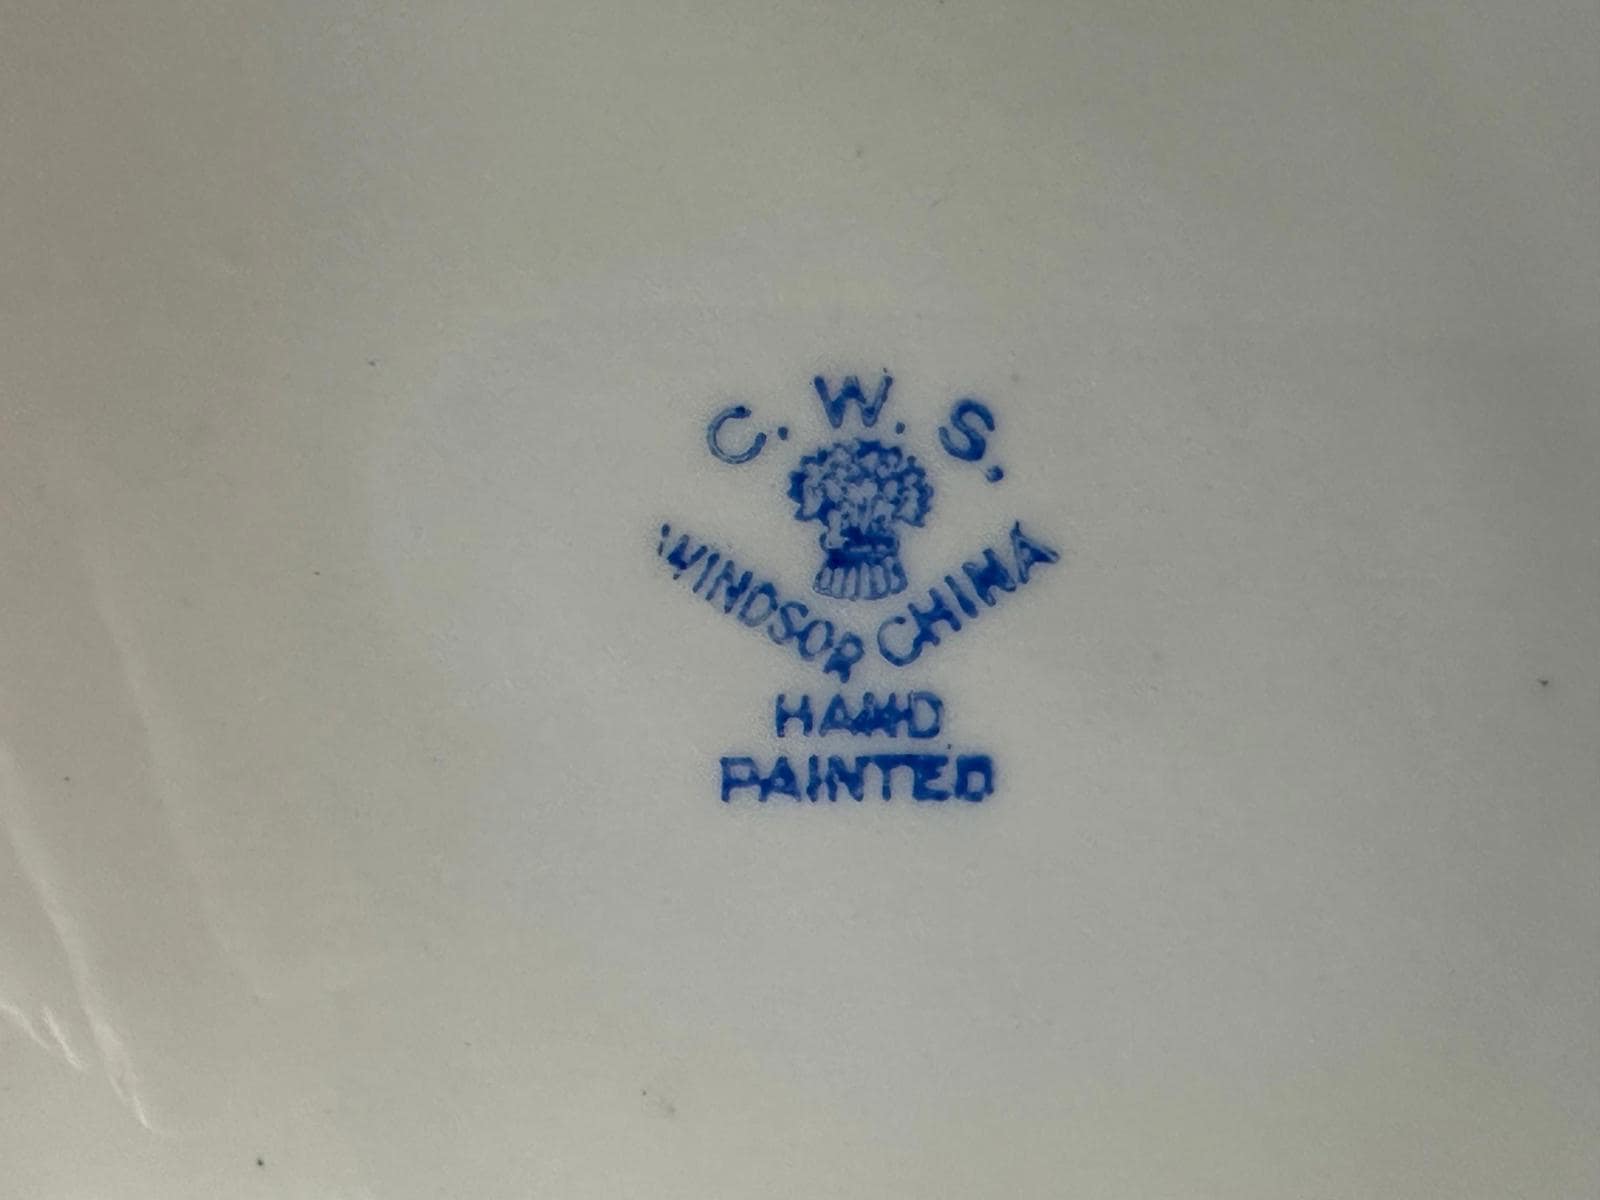 C. W. S.
WINDSOR CHINA
HAND
PAINTED